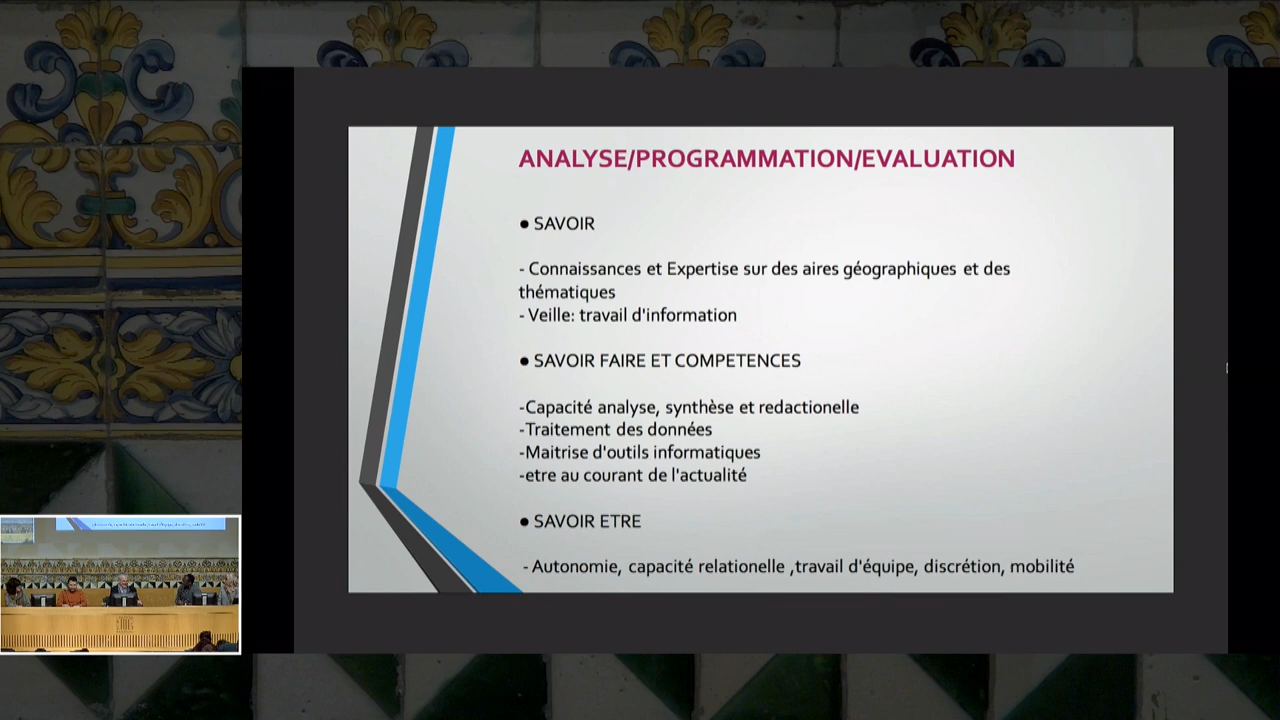 ANALYSE/PROGRAMMATION/EVALUATION
● SAVOIR
- Connaissances et Expertise sur des aires géographiques et des
thématiques
- Veille: travail d'information
● SAVOIR FAIRE ET COMPETENCES
-Capacité analyse, synthèse et redactionelle
-Traitement des données
-Maitrise d'outils informatiques
-etre au courant de l'actualité
● SAVOIR ETRE
- Autonomie, capacité relationelle ,travail d'équipe, discrétion, mobilité